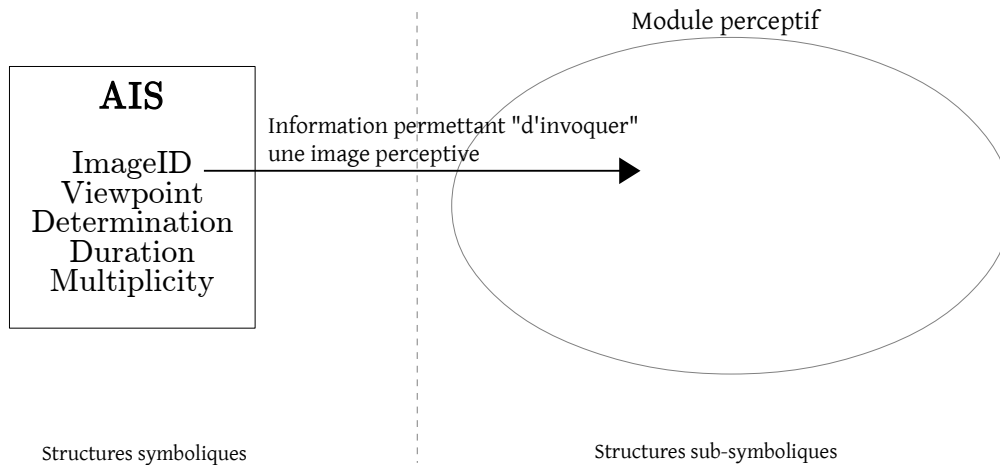 Module perceptif
AIS
Information permettant "d'invoquer"
une image perceptive
ImageID
Viewpoint
Determination
Duration
Multiplicity
Structures symboliques
Structures sub-symboliques